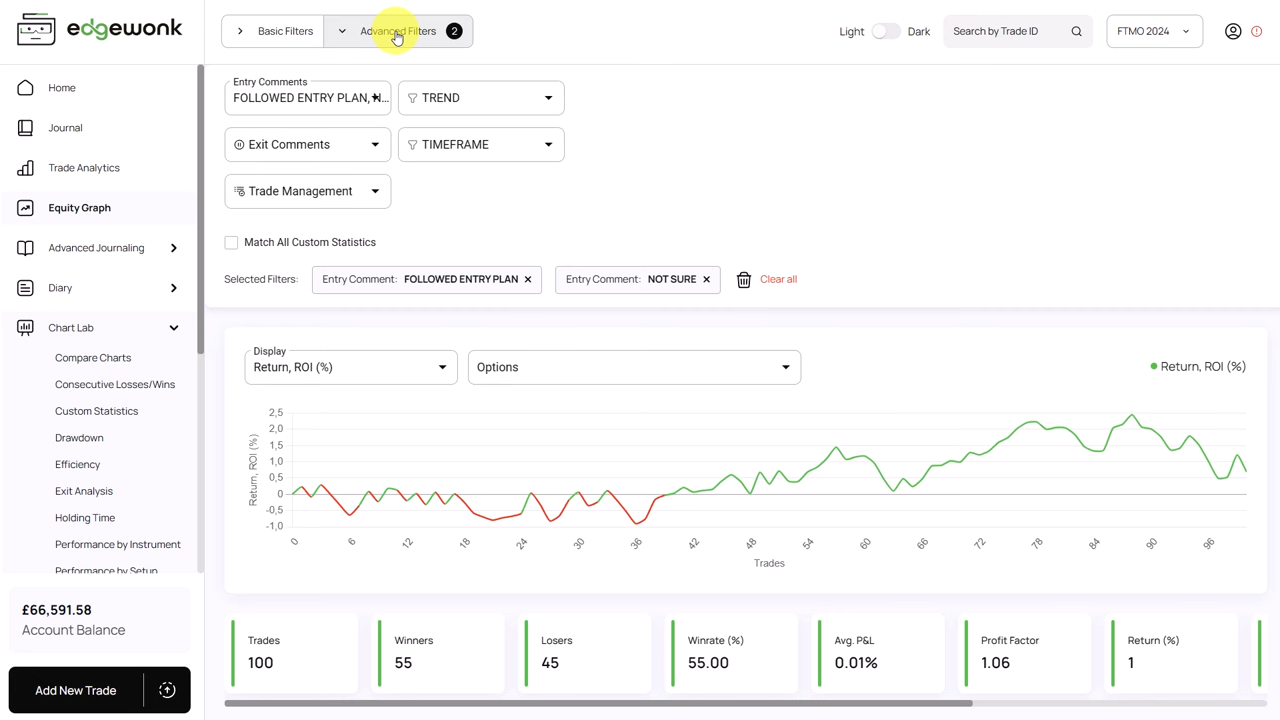 edgewonk
Basic Filters
Advanced Filters 2
Light Dark
Search by Trade ID
FTMO 2024
Home
Journal
Trade Analytics
Equity Graph
Advanced Journaling
Diary
Chart Lab
Compare Charts
Consecutive Losses/Wins
Custom Statistics
Drawdown
Efficiency
Exit Analysis
Holding Time
Performance by Instrument
Performance by Setup
£66,591.58
Account Balance
Add New Trade
Entry Comments
FOLLOWED ENTRY PLAN, N...
TREND
Exit Comments
TIMEFRAME
Trade Management
Match All Custom Statistics
Selected Filters:
Entry Comment: FOLLOWED ENTRY PLAN
Entry Comment: NOT SURE
Clear all
Display
Return, ROI (%)
Options
Return, ROI (%)
Return, ROI (%)
2,5
2,0
1,5
1,0
0,5
0
-0,5
-1,0
0 6 12 18 24 30 36 42 48 54 60 66 72 78 84 90 96
Trades
Trades
100
Winners
55
Losers
45
Winrate (%)
55.00
Avg. P&L
0.01%
Profit Factor
1.06
Return (%)
1